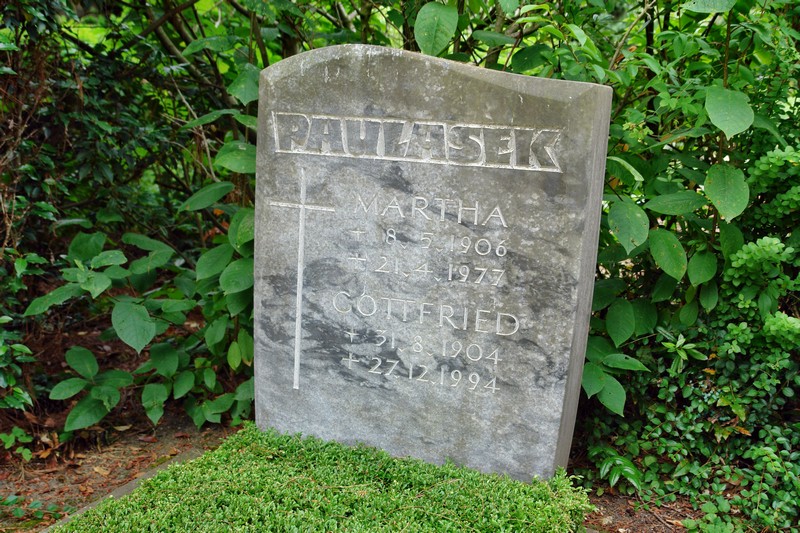 PAULASEK
MARTHA
* 8. 5. 1906
+ 21. 4. 1977
GOTTFRIED
* 31. 8. 1904
+ 27. 12. 1994